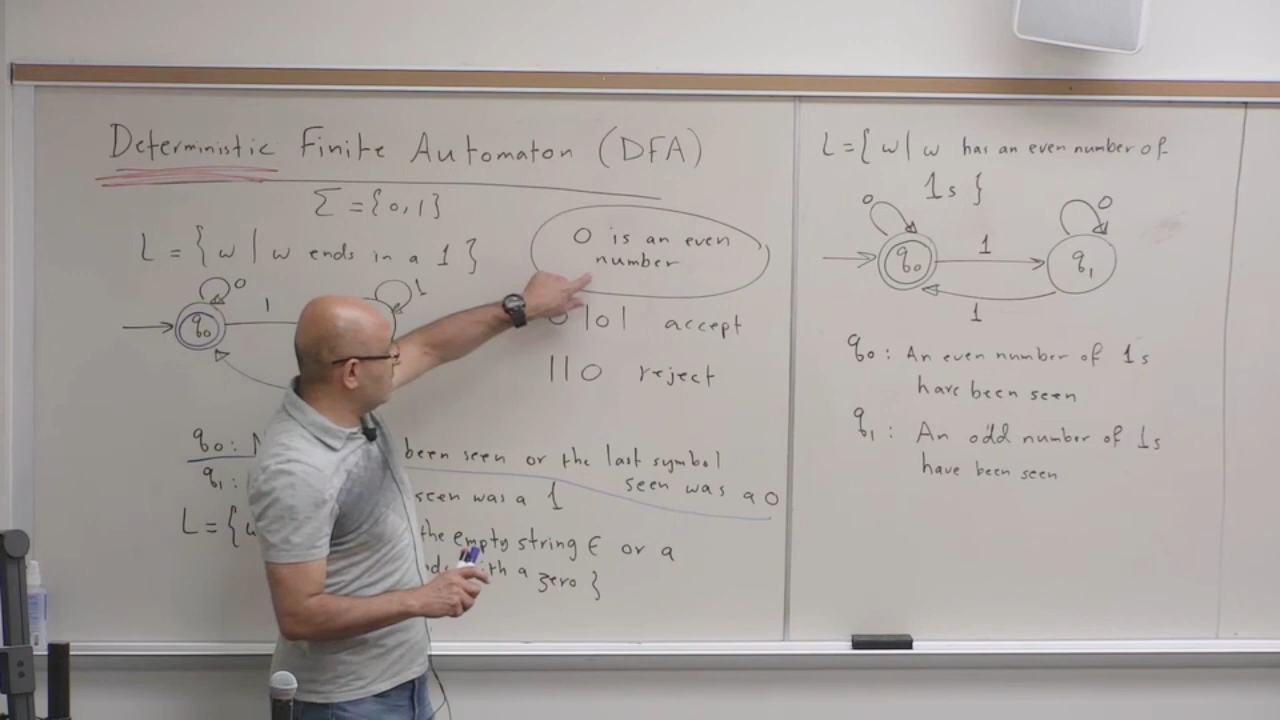 Deterministic Finite Automaton (DFA)
Σ = {0,1}
L = { w | w ends in a 1 }
0 is an even
number
0
1
1
q0
0101 accept
110 reject
q0:
been seen or the last symbol
seen was a 0
q1:
seen was a 1
L = {
the empty string ϵ or a
with a zero }
L = { w | w has an even number of
1s }
0
0
q0
1
q1
1
q0 : An even number of 1s
have been seen
q1 : An odd number of 1s
have been seen